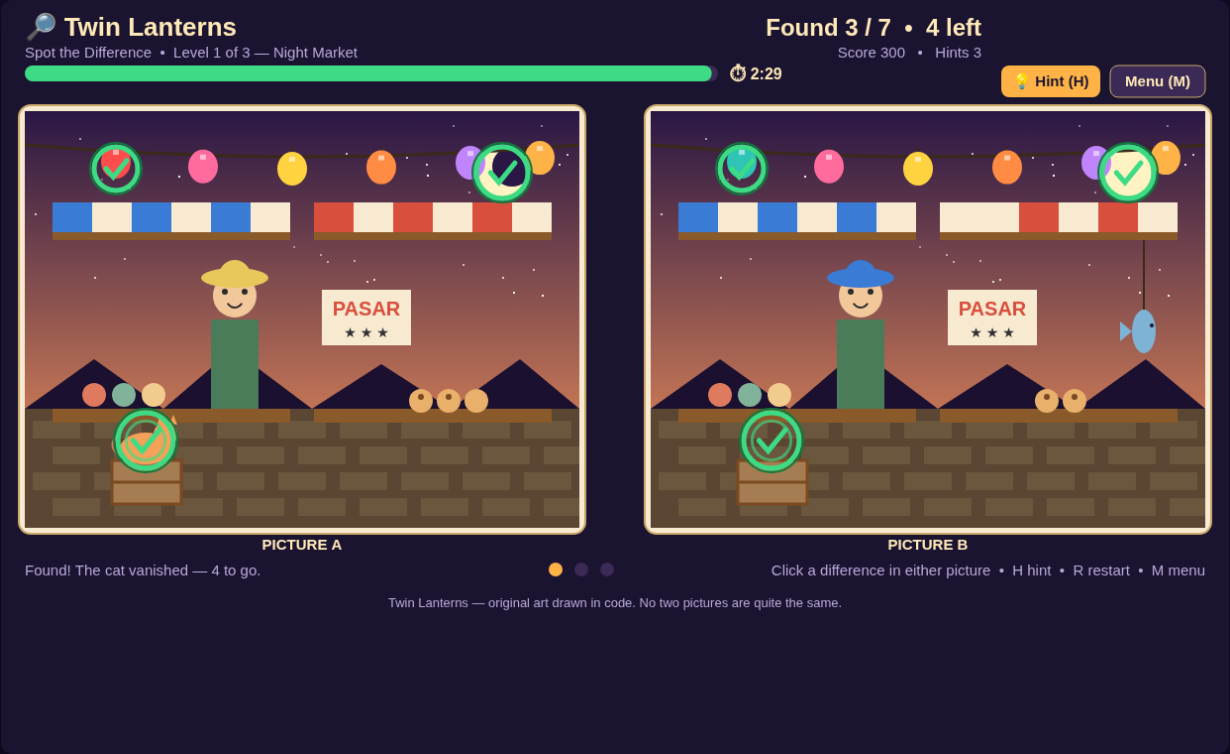 🔎 Twin Lanterns
Spot the Difference • Level 1 of 3 — Night Market
Found 3 / 7 • 4 left
Score 300 • Hints 3
⏱ 2:29
💡 Hint (H)
Menu (M)
PASAR
★ ★ ★
PASAR
★ ★ ★
PICTURE A
PICTURE B
Found! The cat vanished — 4 to go.
Click a difference in either picture • H hint • R restart • M menu
Twin Lanterns — original art drawn in code. No two pictures are quite the same.